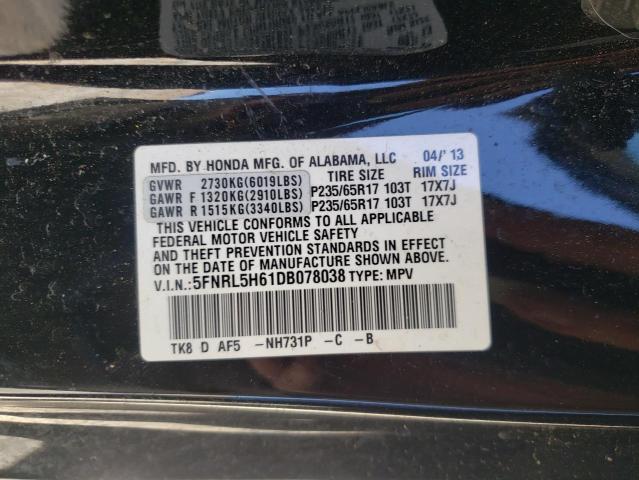 MFD. BY HONDA MFG. OF ALABAMA, LLC 04/'13
TIRE SIZE RIM SIZE
GVWR 2730KG(6019LBS)
GAWR F 1320KG(2910LBS) P235/65R17 103T 17X7J
GAWR R 1515KG(3340LBS) P235/65R17 103T 17X7J
THIS VEHICLE CONFORMS TO ALL APPLICABLE
FEDERAL MOTOR VEHICLE SAFETY
AND THEFT PREVENTION STANDARDS IN EFFECT
ON THE DATE OF MANUFACTURE SHOWN ABOVE.
V.I.N.: 5FNRL5H61DB078038 TYPE: MPV
TK8 D AF5 -NH731P -C -B